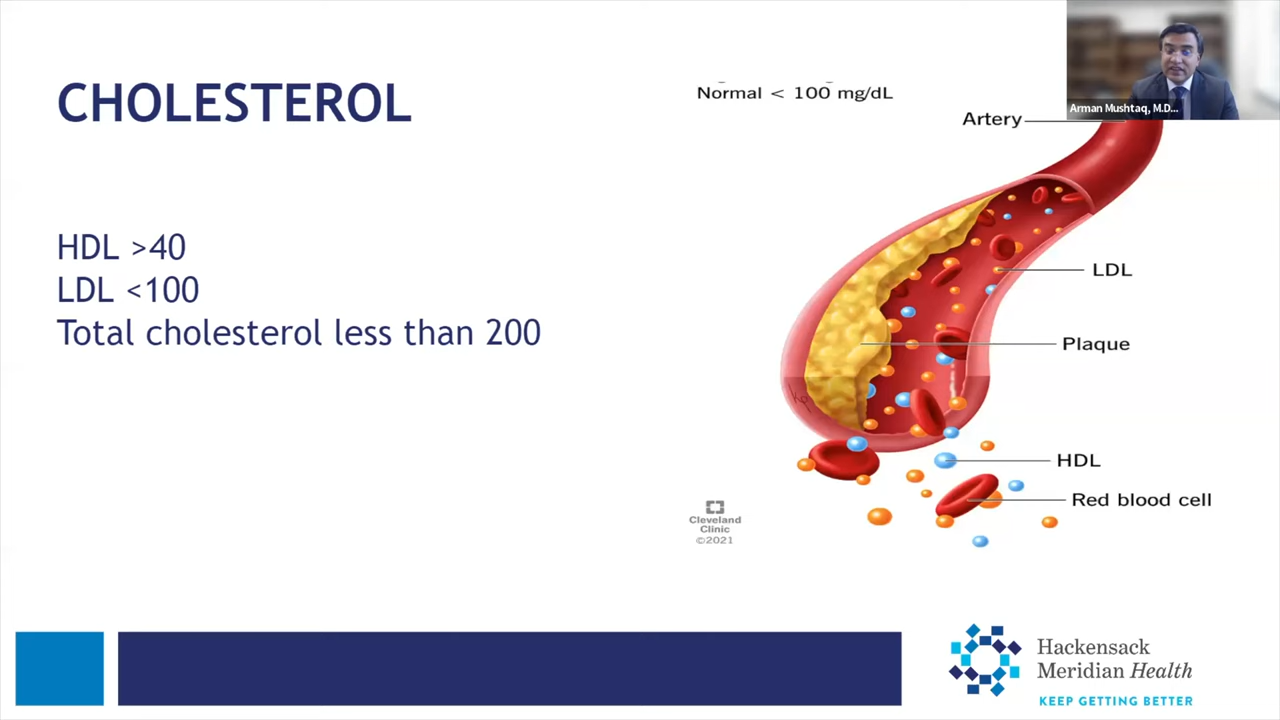 CHOLESTEROL
HDL >40
LDL <100
Total cholesterol less than 200
Normal < 100 mg/dL
Artery
LDL
Plaque
HDL
Red blood cell
Cleveland
Clinic
©2021
Arman Mushtaq, M.D...
Hackensack
Meridian Health
KEEP GETTING BETTER